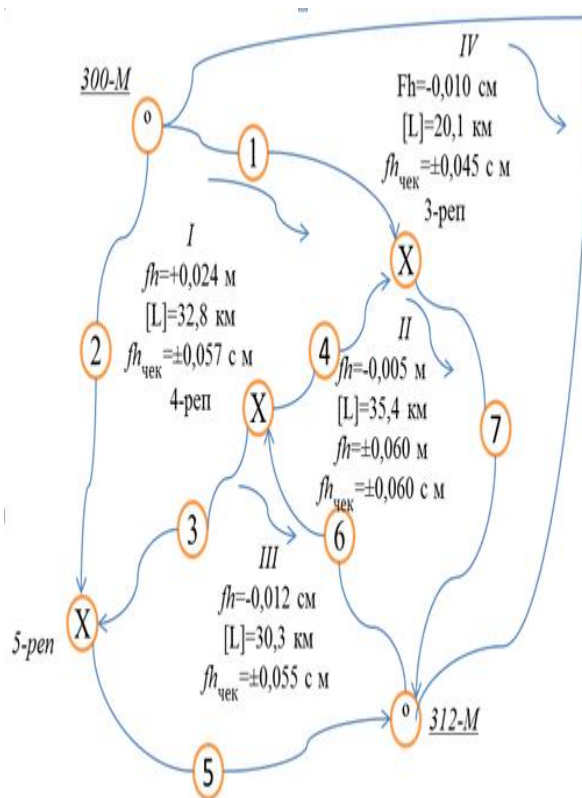 IV
300-М
Fh=-0,010 см
[L]=20,1 км
fhчек=±0,045 с м
3-реп
o
1
X
I
fh=+0,024 м
[L]=32,8 км
fhчек=±0,057 с м
4-реп
2
4
II
fh=-0,005 м
[L]=35,4 км
fh=±0,060 м
fhчек=±0,060 с м
X
7
3
6
III
fh=-0,012 см
[L]=30,3 км
fhчек=±0,055 с м
X
5-реп
o
312-М
5